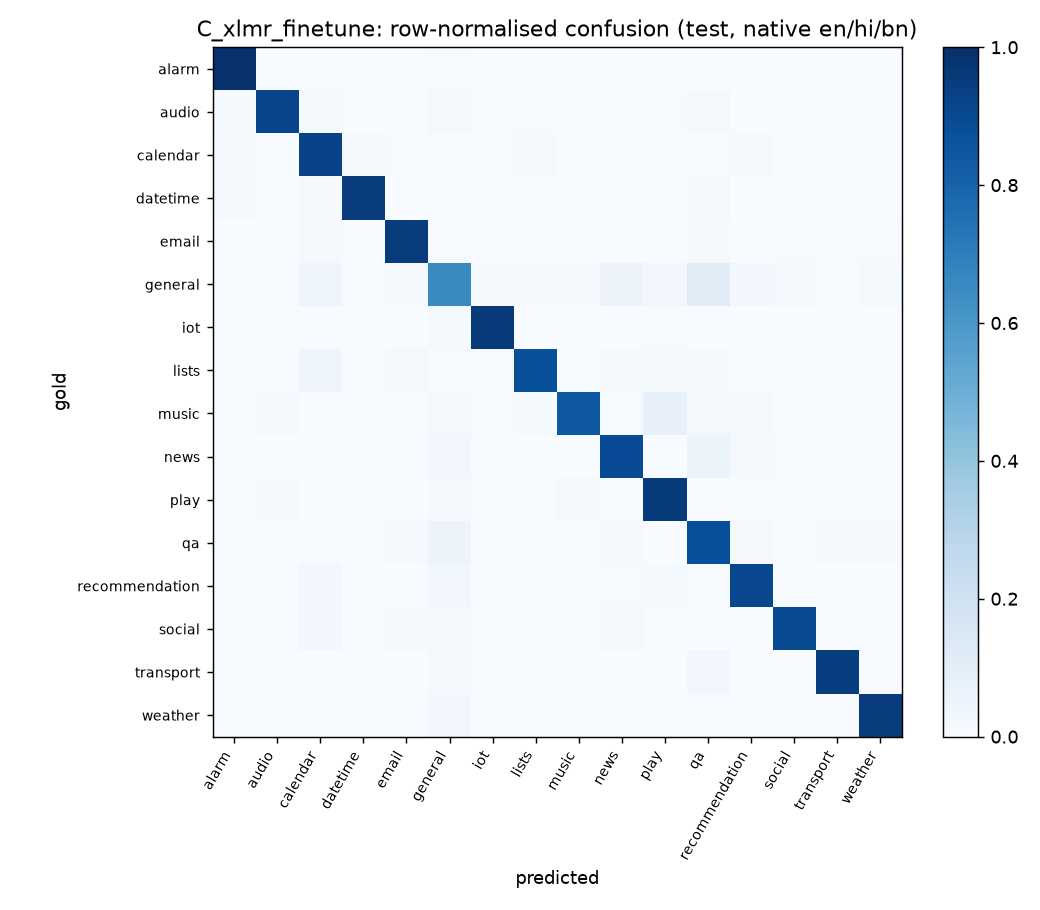 C_xlmr_finetune: row-normalised confusion (test, native en/hi/bn)
alarm
audio
calendar
datetime
email
general
iot
lists
music
news
play
qa
recommendation
social
transport
weather
gold
alarm
audio
calendar
datetime
email
general
iot
lists
music
news
play
qa
recommendation
social
transport
weather
predicted
1.0
0.8
0.6
0.4
0.2
0.0